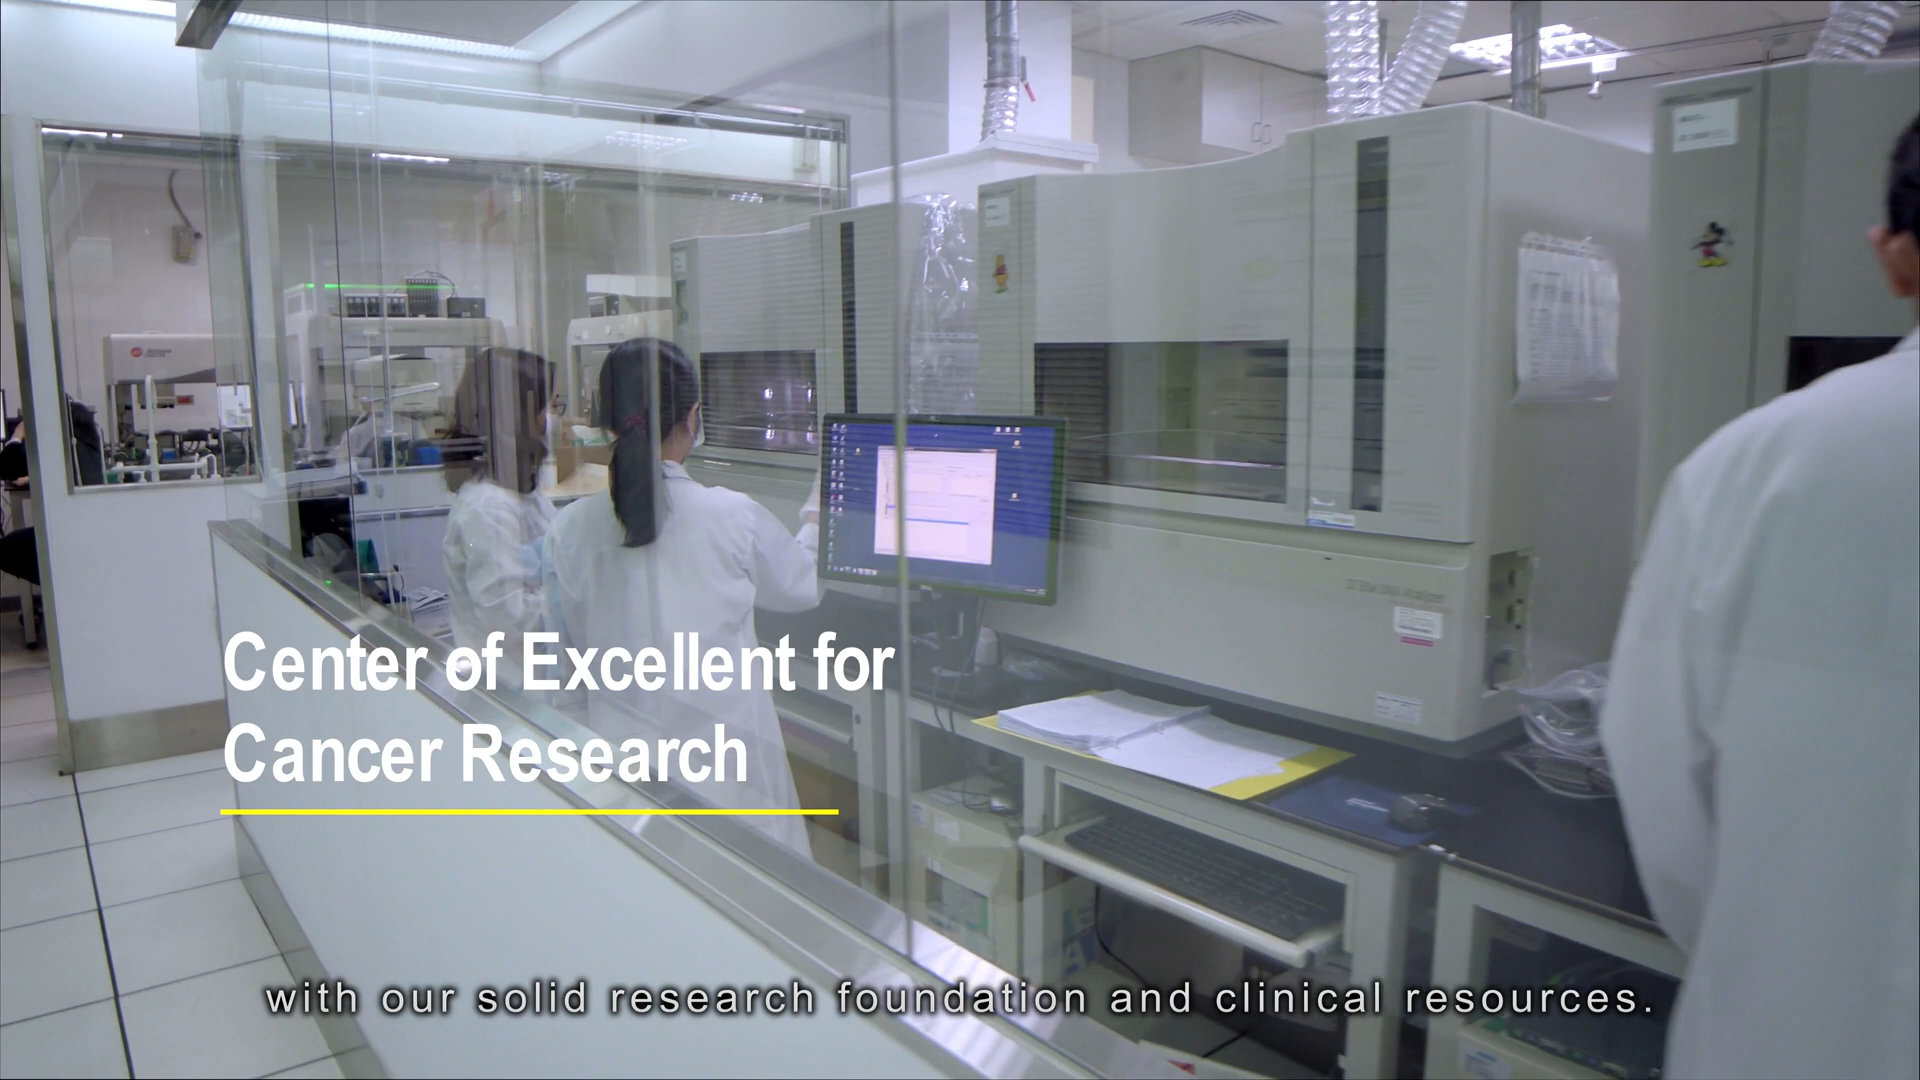 Center of Excellent for
Cancer Research
with our solid research foundation and clinical resources.